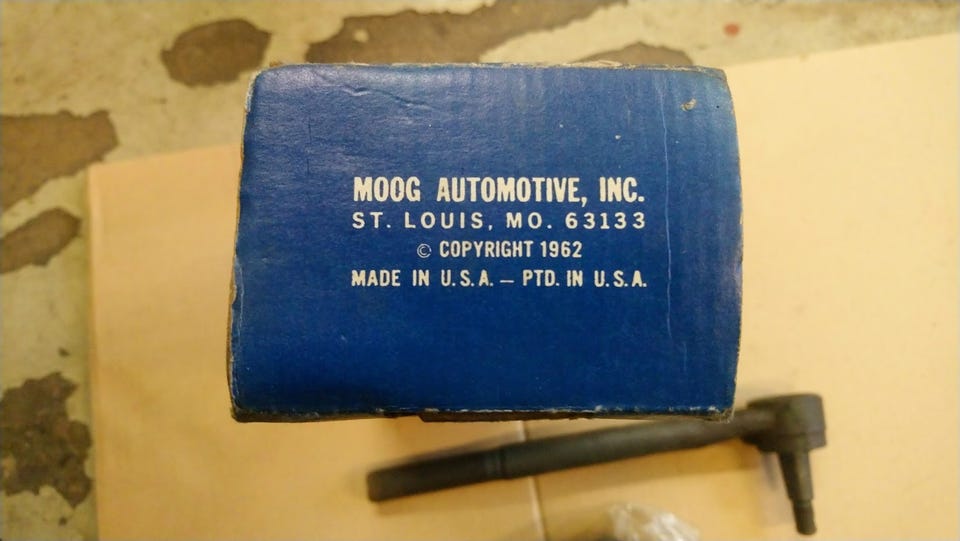 MOOG AUTOMOTIVE, INC.
ST. LOUIS, MO. 63133
© COPYRIGHT 1962
MADE IN U.S.A. — PTD. IN U.S.A.